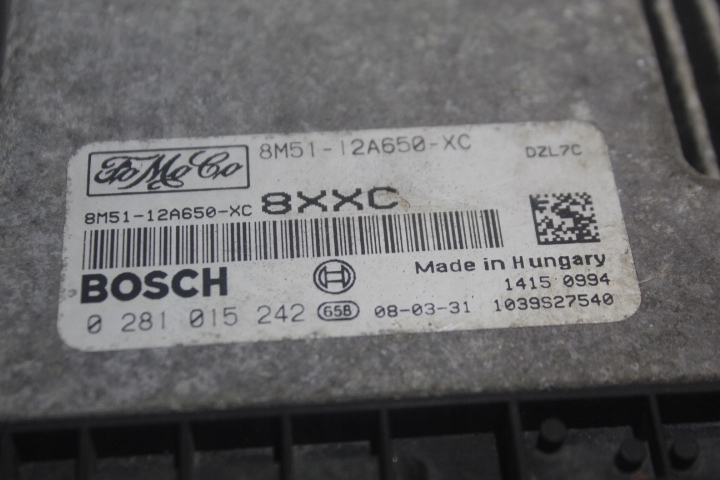 FoMoCo
8M51-12A650-XC
DZL7C
8M51-12A650-XC 8XXC
BOSCH
Made in Hungary
1415 0994
0 281 015 242 658 08-03-31 1039S27540